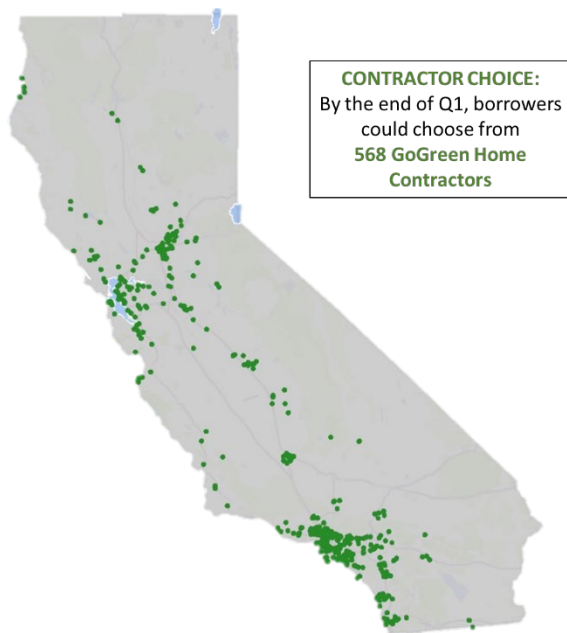 CONTRACTOR CHOICE:
By the end of Q1, borrowers
could choose from
568 GoGreen Home
Contractors